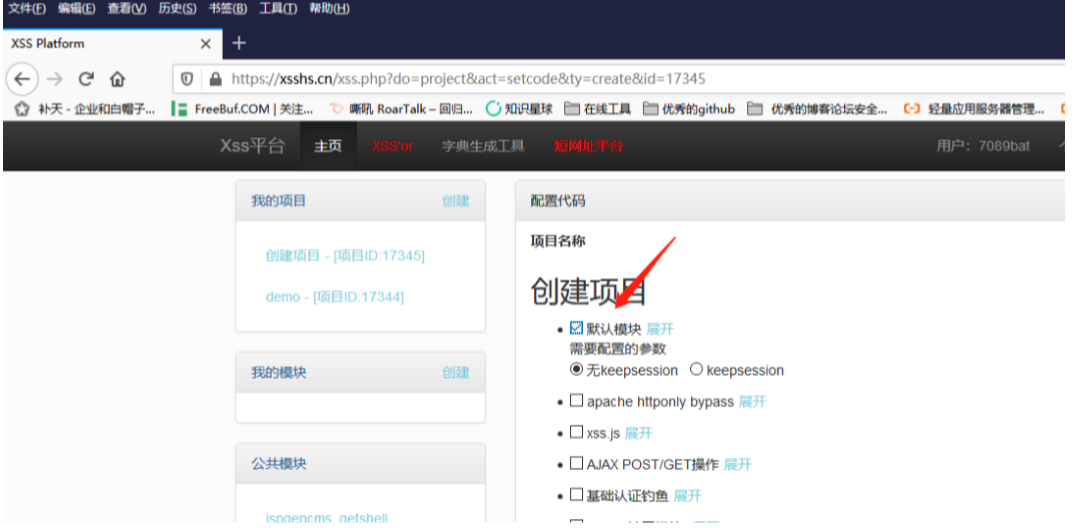 文件(F) 编辑(E) 查看(V) 历史(S) 书签(B) 工具(T) 帮助(H)
XSS Platform
https://xsshs.cn/xss.php?do=project&act=setcode&ty=create&id=17345
补天 - 企业和白帽子... FreeBuf.COM | 关注... 嘶吼 RoarTalk – 回归... 知识星球 在线工具 优秀的github 优秀的博客论坛安全... 轻量应用服务器管理...
Xss平台 主页 XSS'or 字典生成工具 短网址平台 用户：7089bat
我的项目 创建
创建项目 - [项目ID:17345]
demo - [项目ID:17344]
我的模块 创建
公共模块
jspgencms_getshell
配置代码
项目名称
创建项目
默认模块 展开
需要配置的参数
无keepsession keepsession
apache httponly bypass 展开
xss.js 展开
AJAX POST/GET操作 展开
基础认证钓鱼 展开